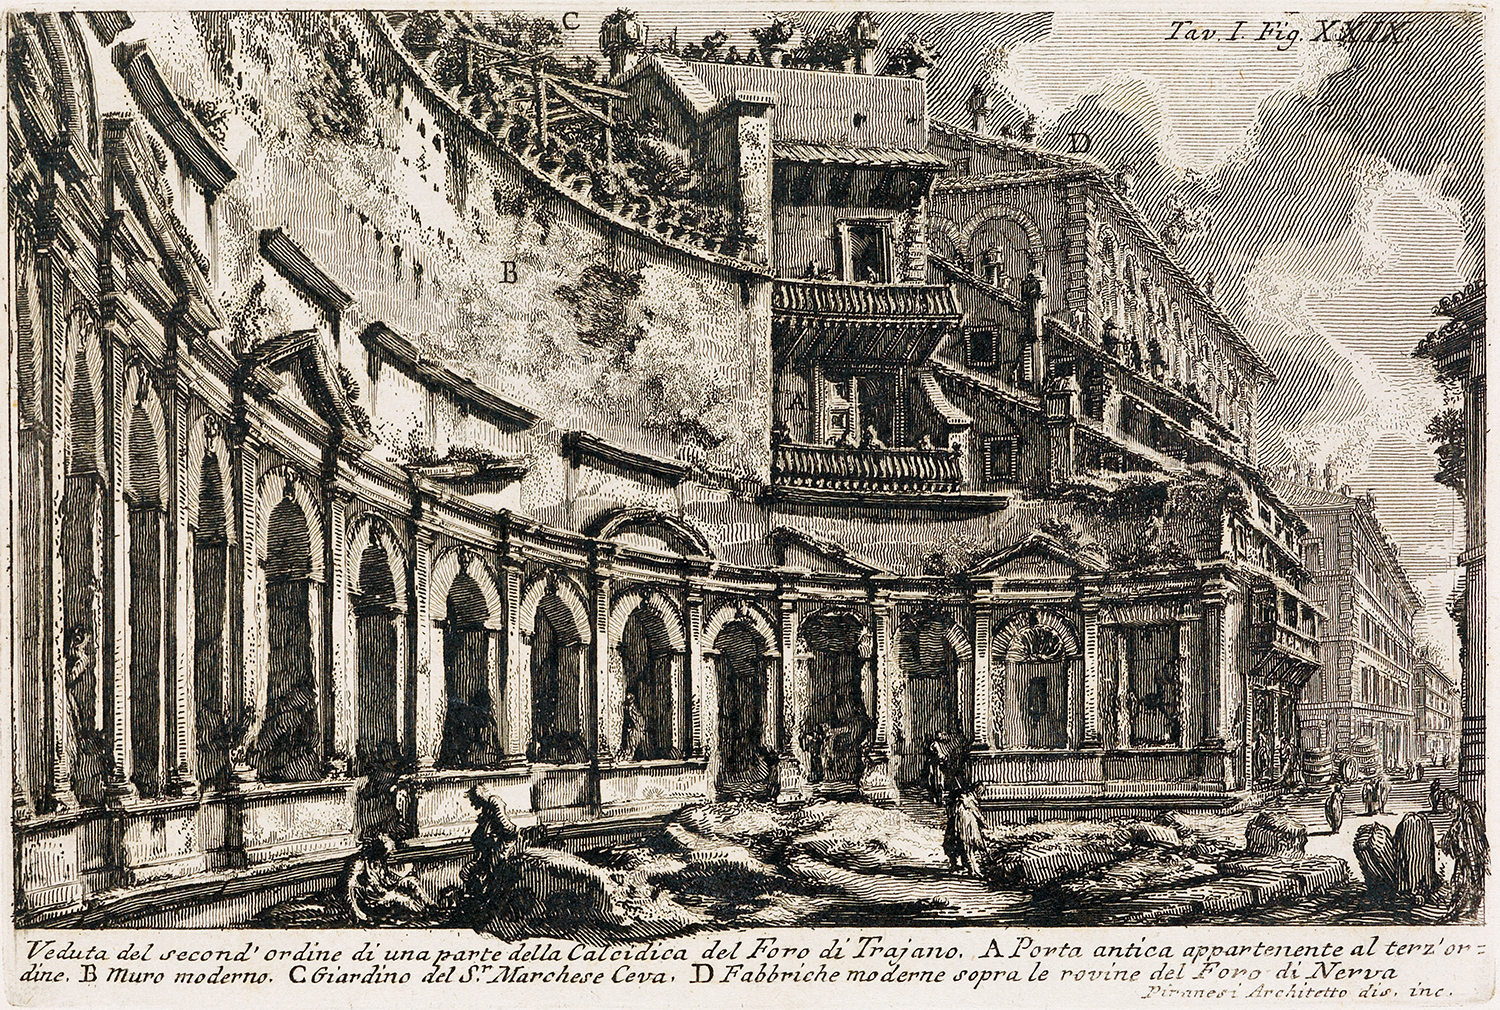 C
Tav. I. Fig. XXIX
D
B
A
Veduta del second' ordine di una parte della Calcidica del Foro di Trajano. A Porta antica appartenente al terz' or=
dine. B Muro moderno. C Giardino del S.r Marchese Ceva. D Fabbriche moderne sopra le rovine del Foro di Nerva
Piranesi Architetto dis. inc.